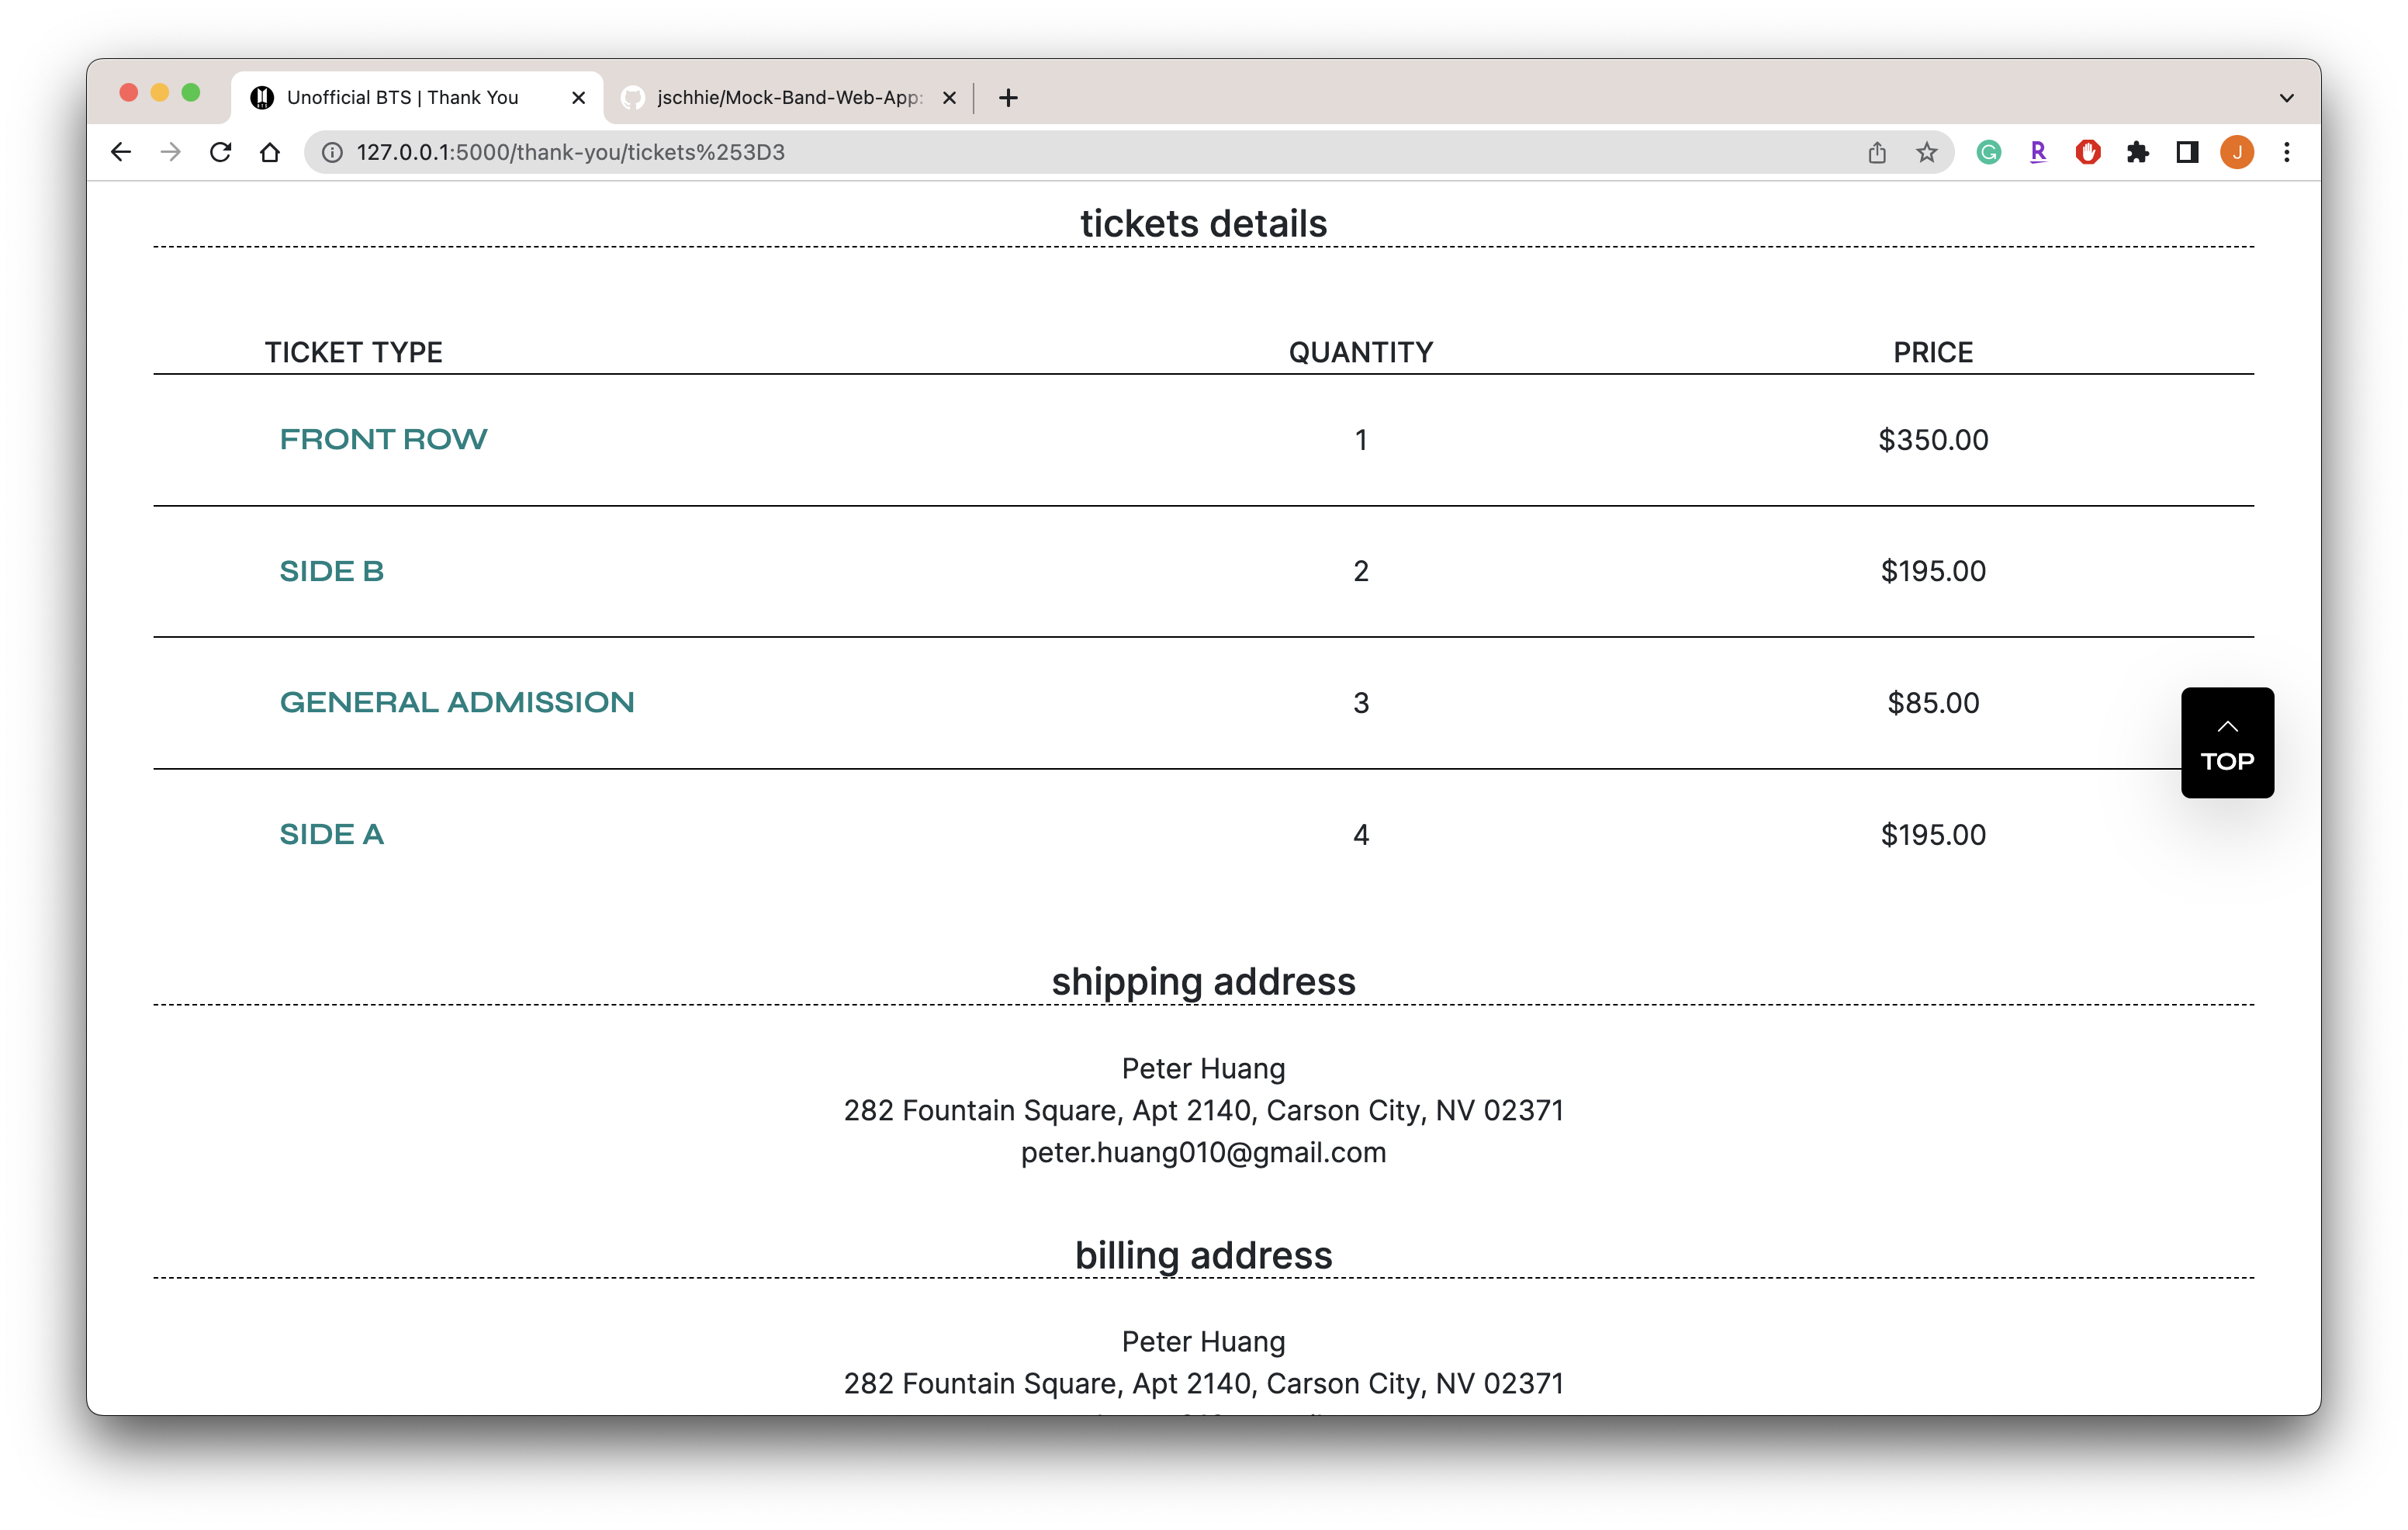 Unofficial BTS | Thank You
jschhie/Mock-Band-Web-App:
127.0.0.1:5000/thank-you/tickets%253D3
R
J
tickets details
TICKET TYPE QUANTITY PRICE
FRONT ROW 1 $350.00
SIDE B 2 $195.00
GENERAL ADMISSION 3 $85.00
TOP
SIDE A 4 $195.00
shipping address
Peter Huang
282 Fountain Square, Apt 2140, Carson City, NV 02371
peter.huang010@gmail.com
billing address
Peter Huang
282 Fountain Square, Apt 2140, Carson City, NV 02371